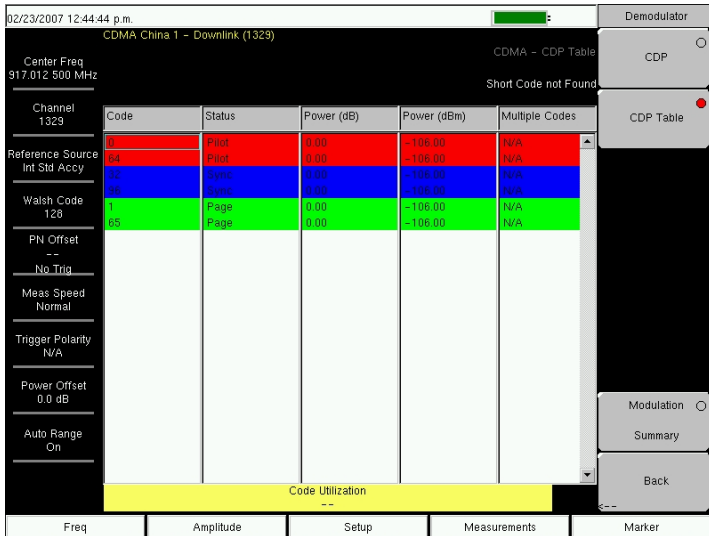 02/23/2007 12:44:44 p.m.
Demodulator
CDMA China 1 - Downlink (1329)
CDMA - CDP Table
Short Code not Found
CDP
CDP Table
Center Freq
917.012 500 MHz
Channel
1329
Reference Source
Int Std Accy
Walsh Code
128
PN Offset
--
No Trig
Meas Speed
Normal
Trigger Polarity
N/A
Power Offset
0.0 dB
Auto Range
On
Code Status Power (dB) Power (dBm) Multiple Codes
0 Pilot 0.00 -106.00 N/A
64 Pilot 0.00 -106.00 N/A
32 Sync 0.00 -106.00 N/A
96 Sync 0.00 -106.00 N/A
1 Page 0.00 -106.00 N/A
65 Page 0.00 -106.00 N/A
Code Utilization
--
Modulation
Summary
Back
<--
Freq Amplitude Setup Measurements Marker